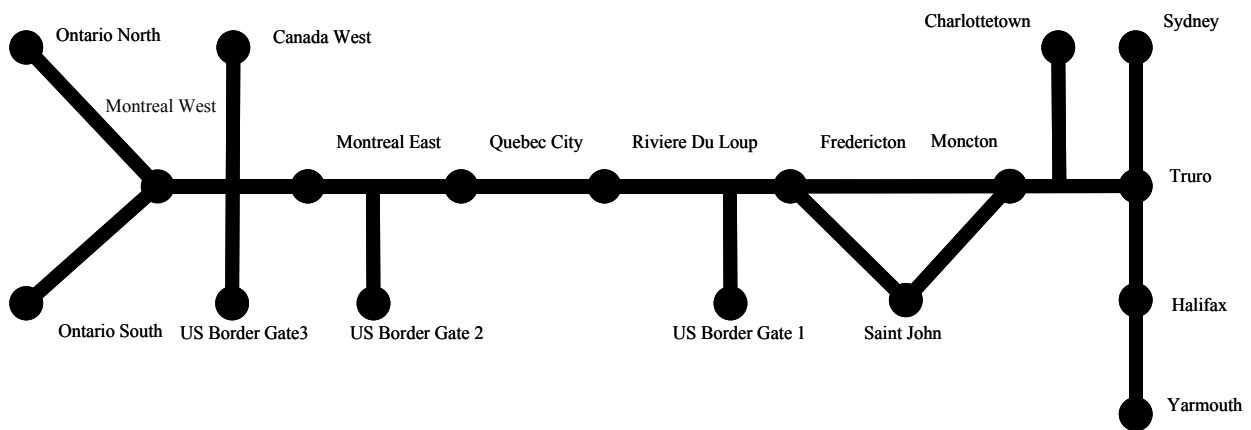 Ontario North
Canada West
Charlottetown
Sydney
Montreal West
Montreal East
Quebec City
Riviere Du Loup
Fredericton
Moncton
Truro
Ontario South
US Border Gate3
US Border Gate 2
US Border Gate 1
Saint John
Halifax
Yarmouth